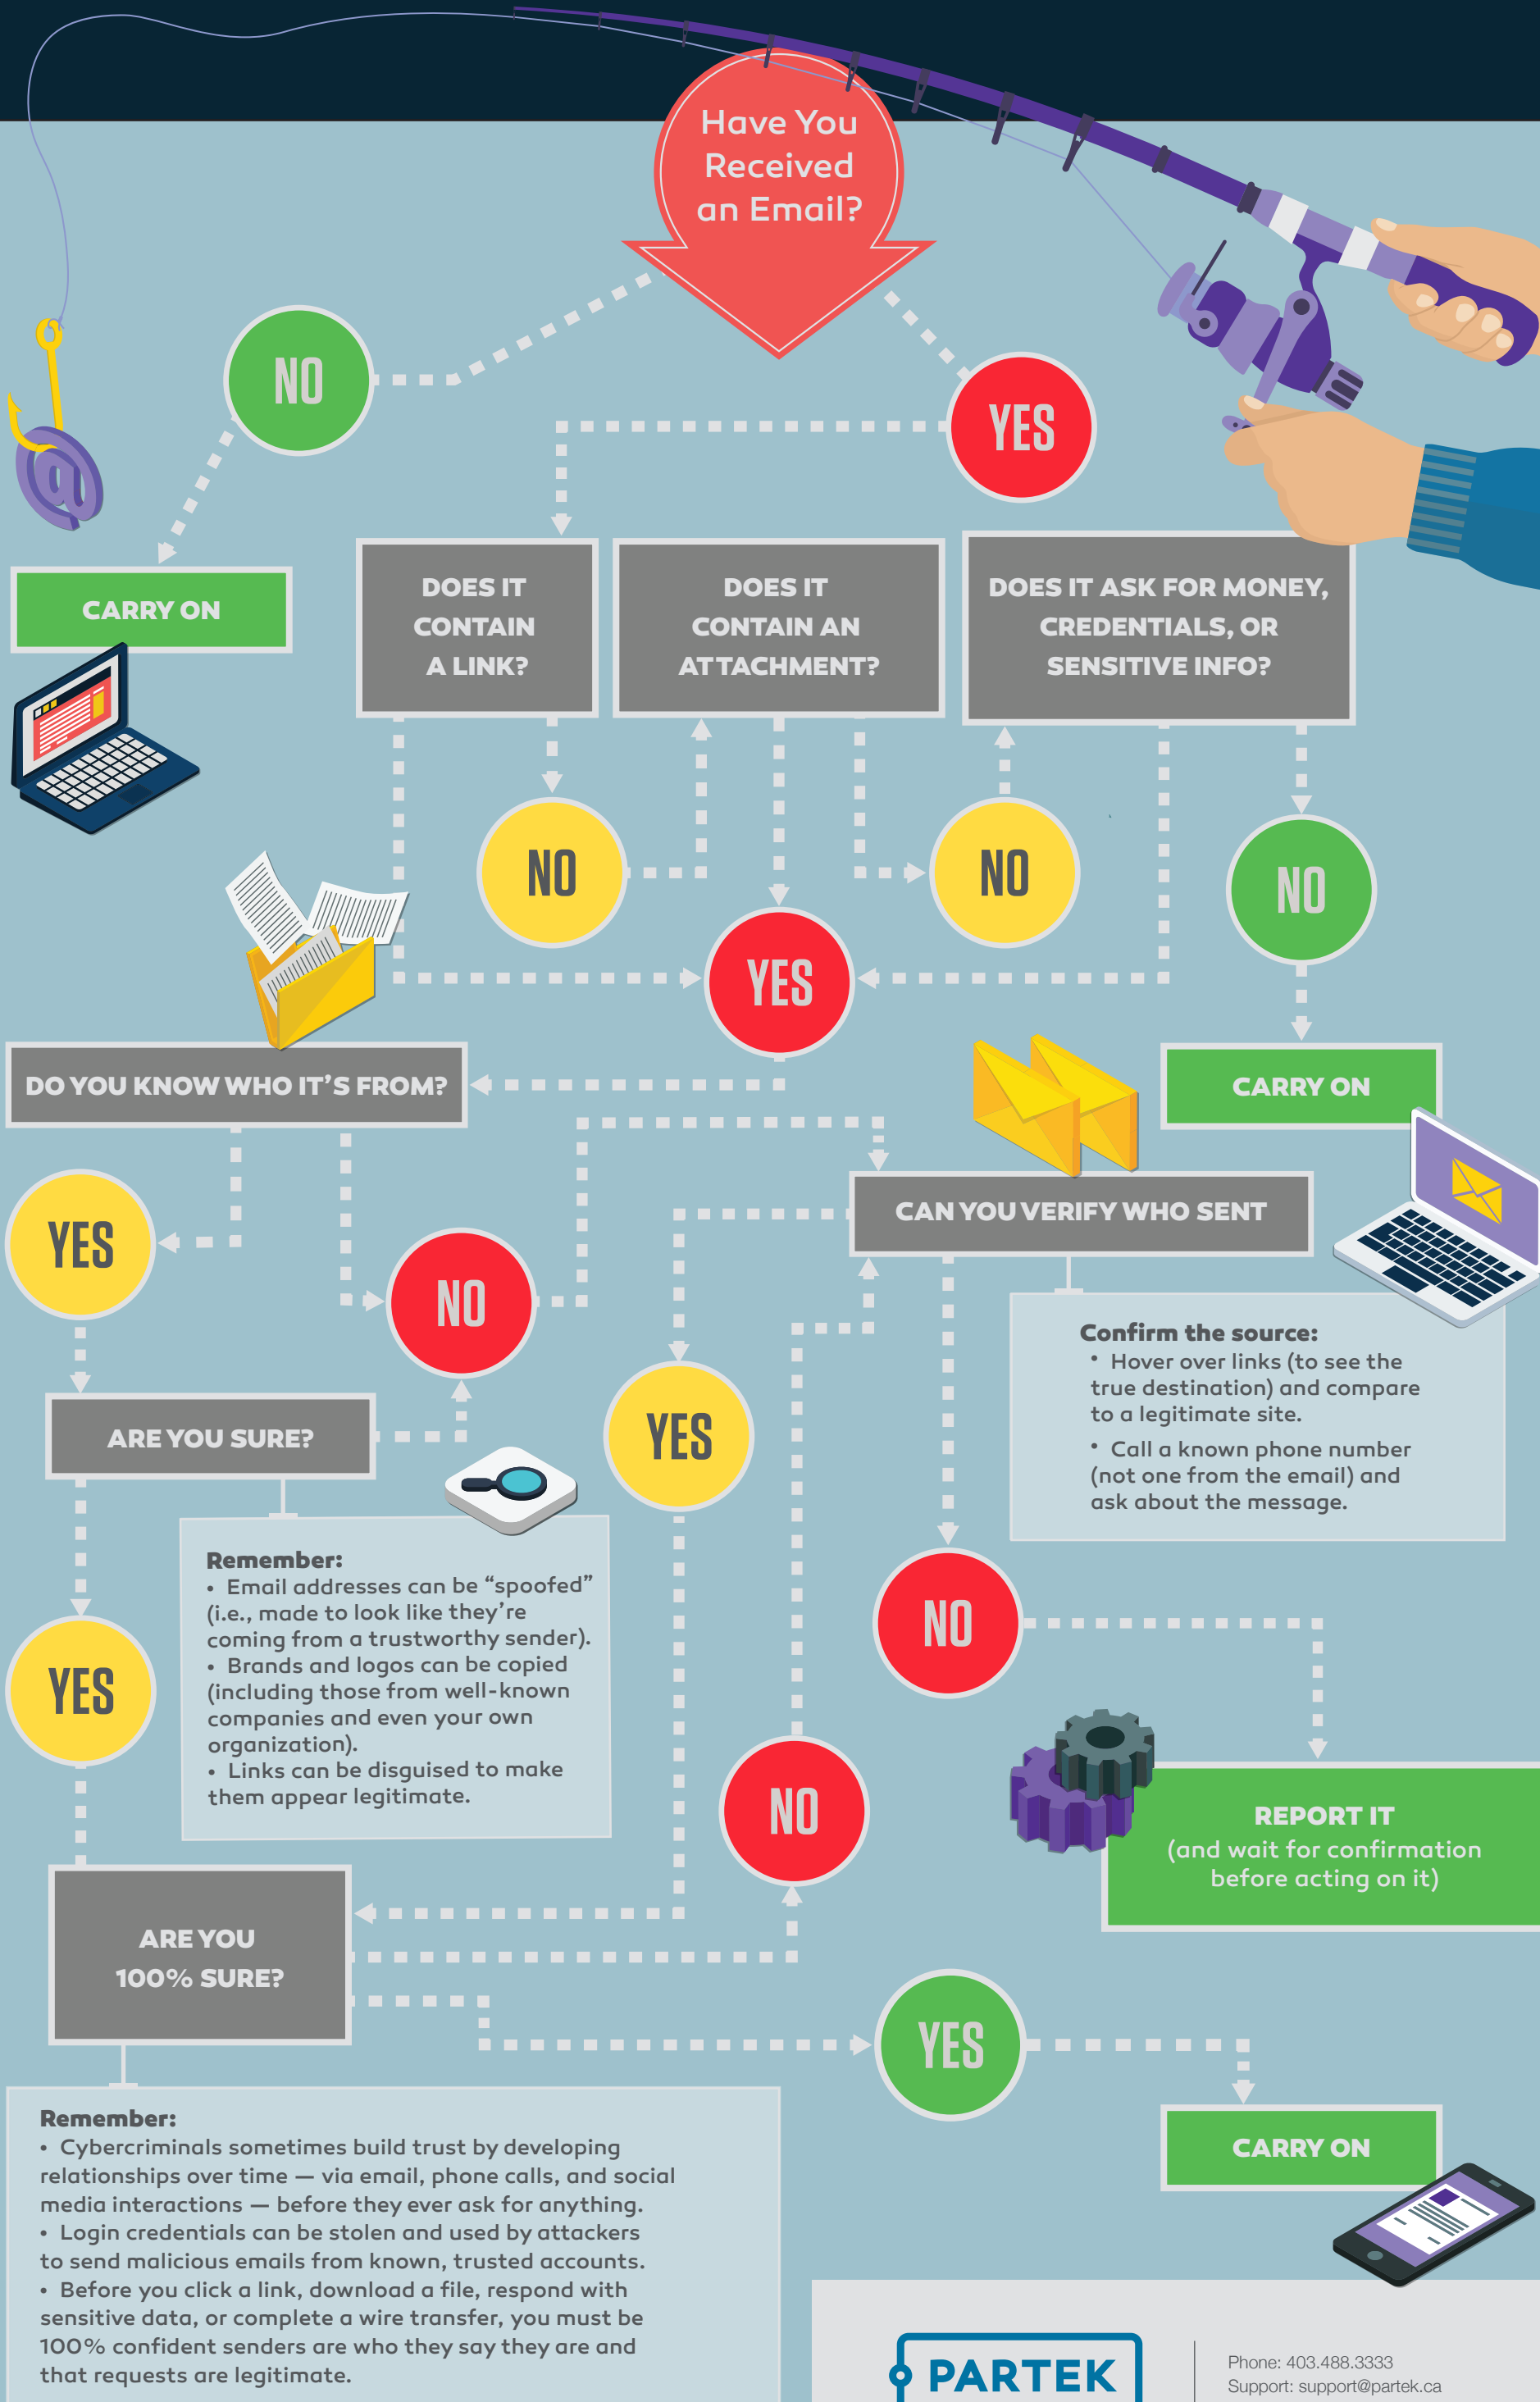 Have You
Received
an Email?
NO
YES
CARRY ON
DOES IT
CONTAIN
A LINK?
DOES IT
CONTAIN AN
ATTACHMENT?
DOES IT ASK FOR MONEY,
CREDENTIALS, OR
SENSITIVE INFO?
NO
NO
NO
YES
DO YOU KNOW WHO IT'S FROM?
CARRY ON
CAN YOU VERIFY WHO SENT
YES
NO
Confirm the source:
• Hover over links (to see the
true destination) and compare
to a legitimate site.
• Call a known phone number
(not one from the email) and
ask about the message.
ARE YOU SURE?
YES
Remember:
• Email addresses can be “spoofed”
(i.e., made to look like they’re
coming from a trustworthy sender).
• Brands and logos can be copied
(including those from well-known
companies and even your own
organization).
• Links can be disguised to make
them appear legitimate.
NO
YES
NO
REPORT IT
(and wait for confirmation
before acting on it)
ARE YOU
100% SURE?
YES
CARRY ON
Remember:
• Cybercriminals sometimes build trust by developing
relationships over time — via email, phone calls, and social
media interactions — before they ever ask for anything.
• Login credentials can be stolen and used by attackers
to send malicious emails from known, trusted accounts.
• Before you click a link, download a file, respond with
sensitive data, or complete a wire transfer, you must be
100% confident senders are who they say they are and
that requests are legitimate.
PARTEK
Phone: 403.488.3333
Support: support@partek.ca